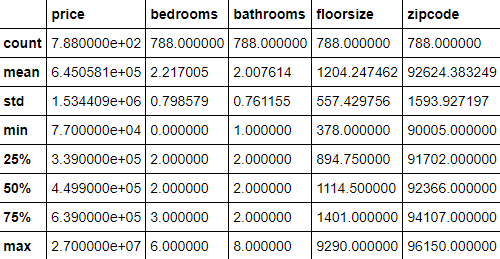 price bedrooms bathrooms floorsize zipcode
count 7.880000e+02 788.000000 788.000000 788.000000 788.000000
mean 6.450581e+05 2.217005 2.007614 1204.247462 92624.383249
std 1.534409e+06 0.798579 0.761155 557.429756 1593.927197
min 7.700000e+04 0.000000 1.000000 378.000000 90005.000000
25% 3.390000e+05 2.000000 2.000000 894.750000 91702.000000
50% 4.499000e+05 2.000000 2.000000 1114.500000 92366.000000
75% 6.390000e+05 3.000000 2.000000 1401.000000 94107.000000
max 2.700000e+07 6.000000 8.000000 9290.000000 96150.000000